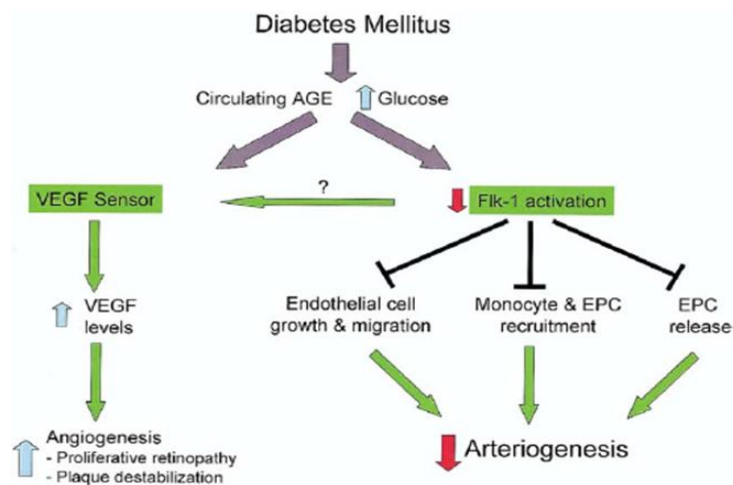 Diabetes Mellitus
Circulating AGE Glucose
?
VEGF Sensor
Flk-1 activation
VEGF
levels
Endothelial cell
growth & migration
Monocyte & EPC
recruitment
EPC
release
Angiogenesis
- Proliferative retinopathy
- Plaque destabilization
Arteriogenesis